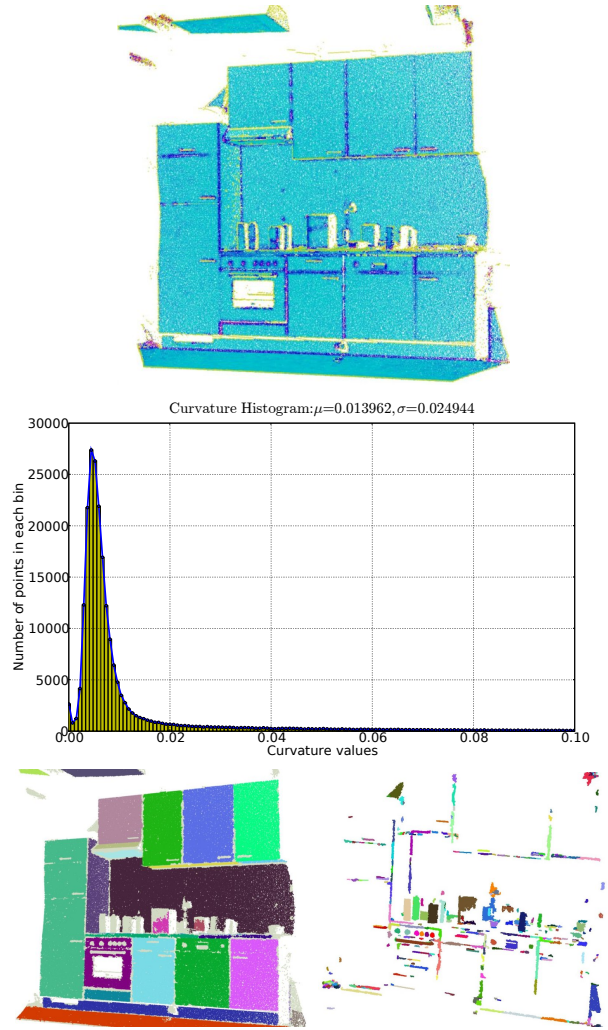 Curvature Histogram:μ=0.013962,σ=0.024944
30000
25000
20000
15000
10000
5000
0
Number of points in each bin
0.00 0.02 0.04 0.06 0.08 0.10
Curvature values